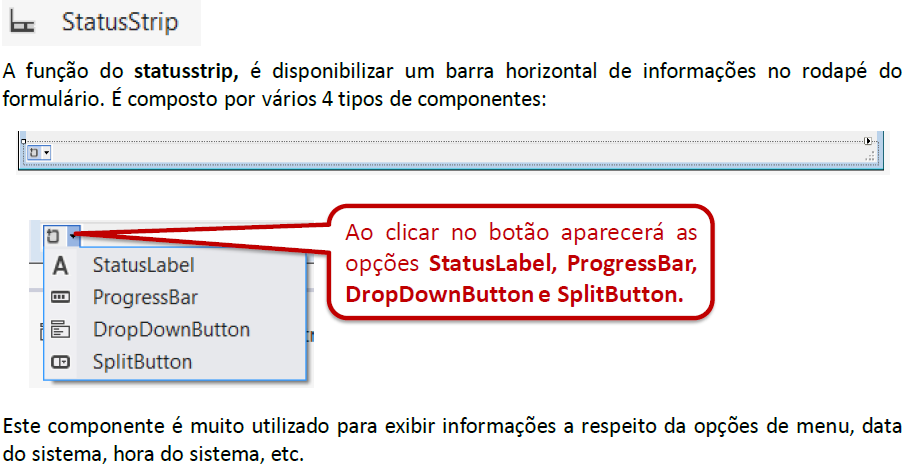 StatusStrip
A função do statusstrip, é disponibilizar um barra horizontal de informações no rodapé do
formulário. É composto por vários 4 tipos de componentes:
Ao clicar no botão aparecerá as
opções StatusLabel, ProgressBar,
DropDownButton e SplitButton.
A StatusLabel
ProgressBar
DropDownButton
SplitButton
Este componente é muito utilizado para exibir informações a respeito da opções de menu, data
do sistema, hora do sistema, etc.